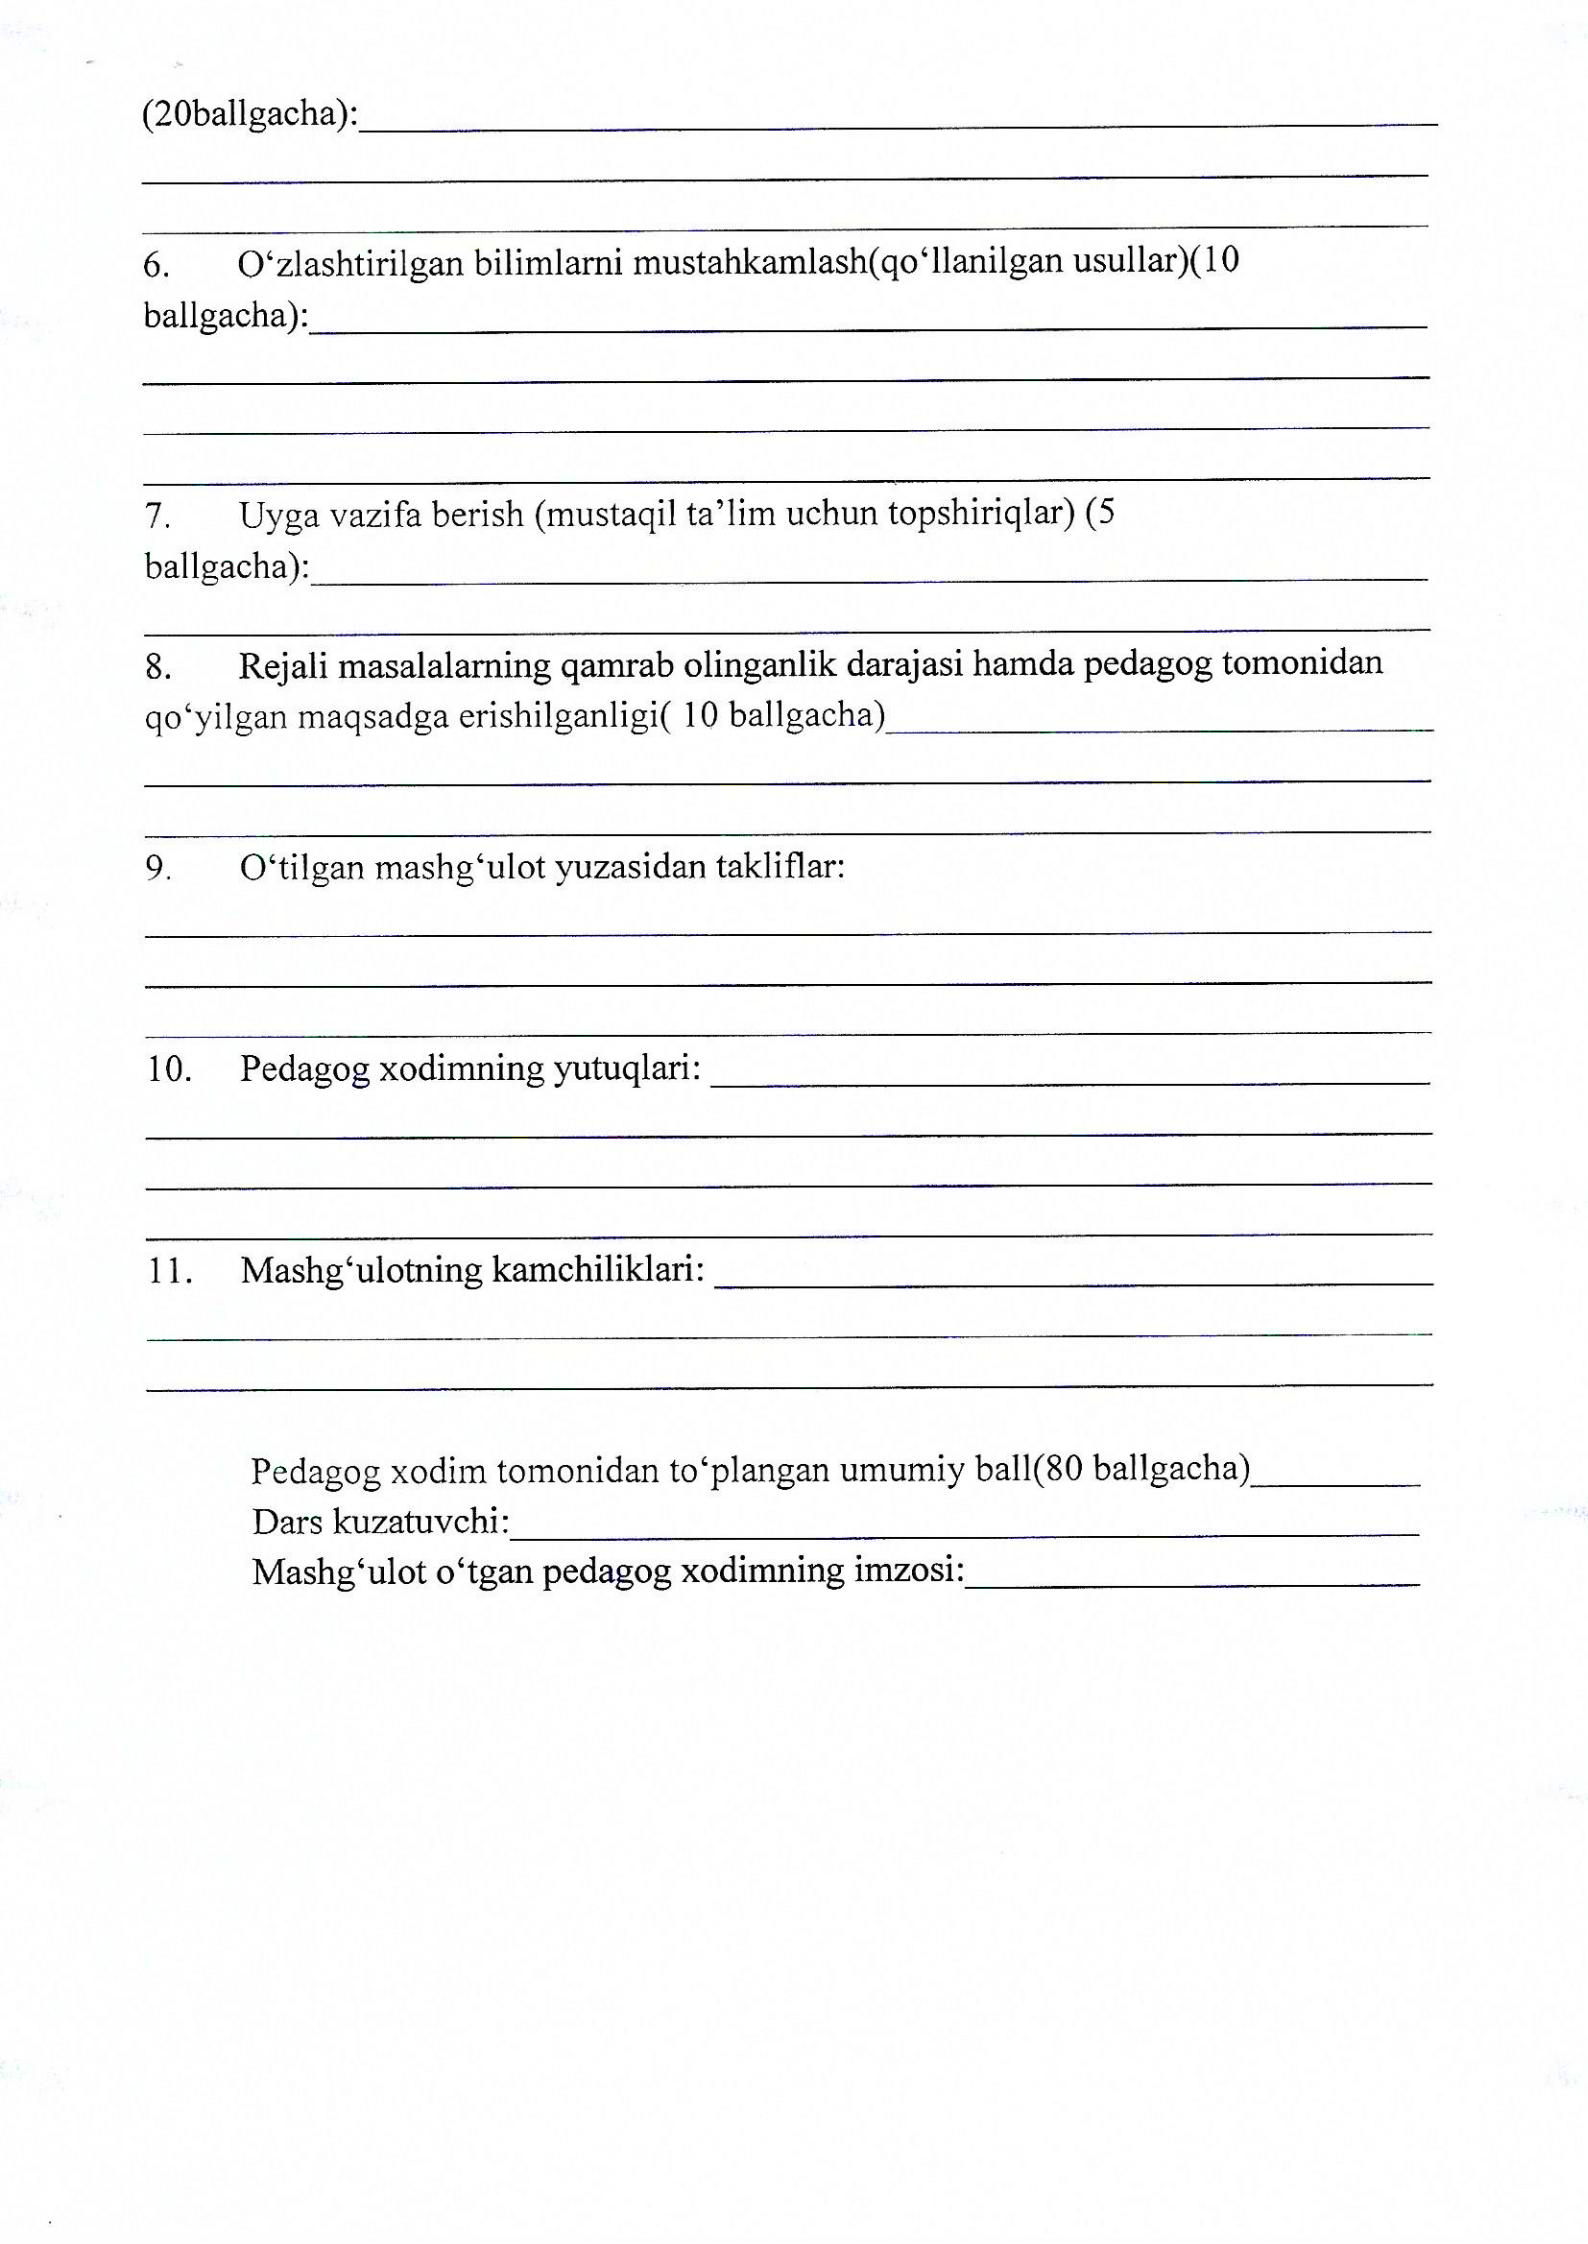 (20ballgacha):
6. O‘zlashtirilgan bilimlarni mustahkamlash(qo‘llanilgan usullar)(10
ballgacha):
7. Uyga vazifa berish (mustaqil ta’lim uchun topshiriqlar) (5
ballgacha):
8. Rejali masalalarning qamrab olinganlik darajasi hamda pedagog tomonidan
qo‘yilgan maqsadga erishilganligi( 10 ballgacha)
9. O‘tilgan mashg‘ulot yuzasidan takliflar:
10. Pedagog xodimning yutuqlari:
11. Mashg‘ulotning kamchiliklari:
Pedagog xodim tomonidan to‘plangan umumiy ball(80 ballgacha)
Dars kuzatuvchi:
Mashg‘ulot o‘tgan pedagog xodimning imzosi: